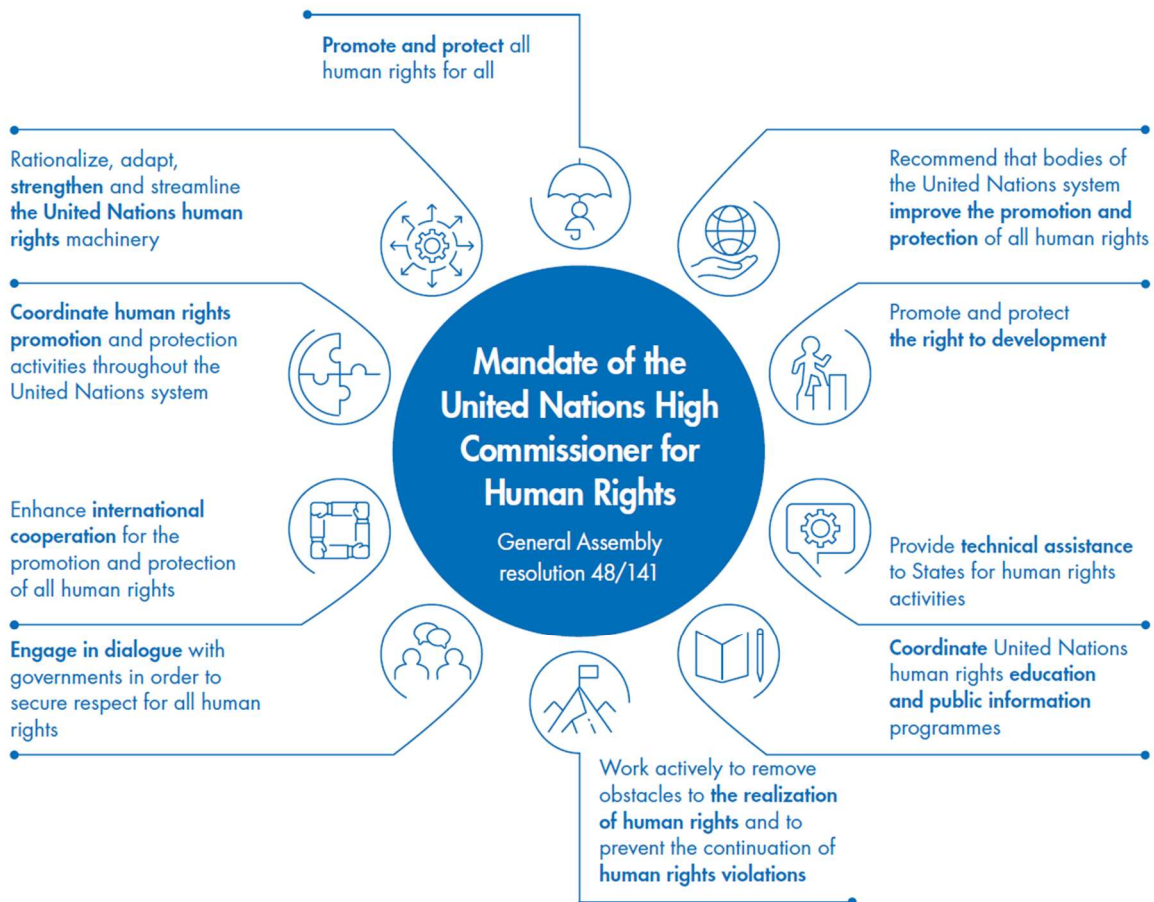 Promote and protect all
human rights for all
Rationalize, adapt,
strengthen and streamline
the United Nations human
rights machinery
Recommend that bodies of
the United Nations system
improve the promotion and
protection of all human rights
Coordinate human rights
promotion and protection
activities throughout the
United Nations system
Promote and protect
the right to development
Mandate of the
United Nations High
Commissioner for
Human Rights
General Assembly
resolution 48/141
Enhance international
cooperation for the
promotion and protection
of all human rights
Provide technical assistance
to States for human rights
activities
Engage in dialogue with
governments in order to
secure respect for all human
rights
Coordinate United Nations
human rights education
and public information
programmes
Work actively to remove
obstacles to the realization
of human rights and to
prevent the continuation of
human rights violations